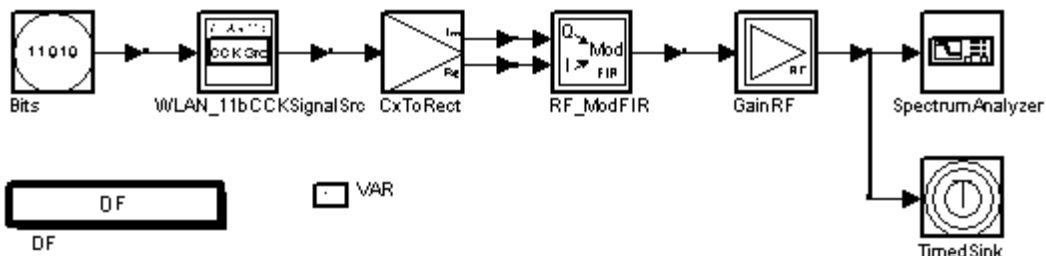 11010
Bits
CCK Src
WLAN_11bCCKSignalSrc
Im
Re
CxToRect
Q
I
Mod
FIR
RF_ModFIR
RF
GainRF
SpectrumAnalyzer
DF
DF
VAR
T
TimedSink